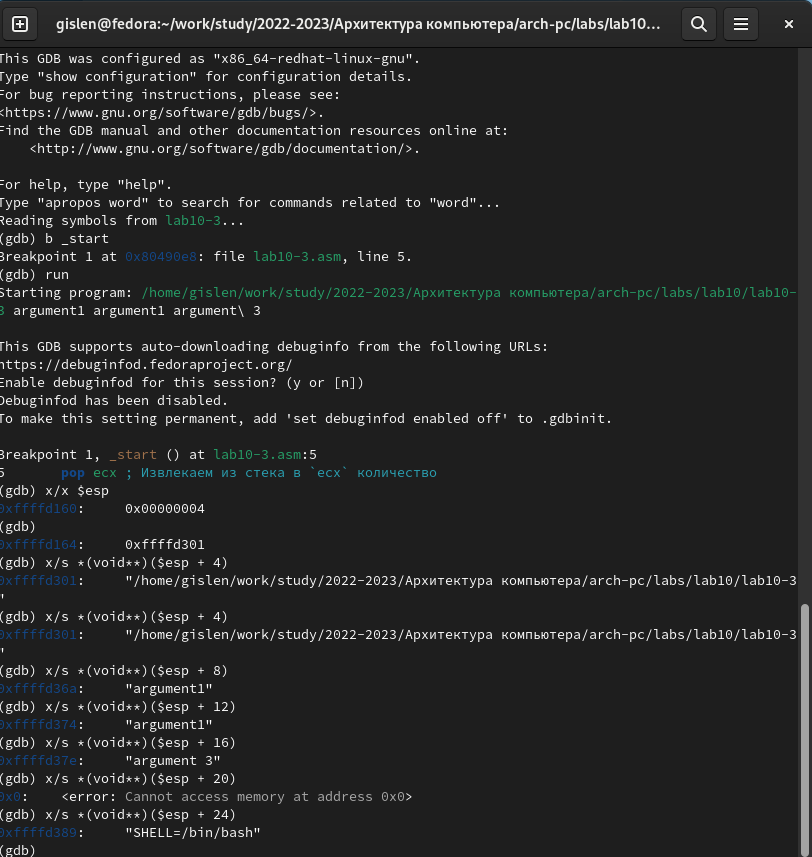 gislen@fedora:~/work/study/2022-2023/Архитектура компьютера/arch-pc/labs/lab10...
This GDB was configured as "x86_64-redhat-linux-gnu".
Type "show configuration" for configuration details.
For bug reporting instructions, please see:
<https://www.gnu.org/software/gdb/bugs/>.
Find the GDB manual and other documentation resources online at:
    <http://www.gnu.org/software/gdb/documentation/>.
For help, type "help".
Type "apropos word" to search for commands related to "word"...
Reading symbols from lab10-3...
(gdb) b _start
Breakpoint 1 at 0x80490e8: file lab10-3.asm, line 5.
(gdb) run
Starting program: /home/gislen/work/study/2022-2023/Архитектура компьютера/arch-pc/labs/lab10/lab10-
3 argument1 argument1 argument\ 3
This GDB supports auto-downloading debuginfo from the following URLs:
https://debuginfod.fedoraproject.org/
Enable debuginfod for this session? (y or [n])
Debuginfod has been disabled.
To make this setting permanent, add 'set debuginfod enabled off' to .gdbinit.
Breakpoint 1, _start () at lab10-3.asm:5
5       pop ecx ; Извлекаем из стека в `ecx` количество
(gdb) x/x $esp
0xffffd160:     0x00000004
(gdb)
0xffffd164:     0xffffd301
(gdb) x/s *(void**)($esp + 4)
0xffffd301:     "/home/gislen/work/study/2022-2023/Архитектура компьютера/arch-pc/labs/lab10/lab10-3
"
(gdb) x/s *(void**)($esp + 4)
0xffffd301:     "/home/gislen/work/study/2022-2023/Архитектура компьютера/arch-pc/labs/lab10/lab10-3
"
(gdb) x/s *(void**)($esp + 8)
0xffffd36a:     "argument1"
(gdb) x/s *(void**)($esp + 12)
0xffffd374:     "argument1"
(gdb) x/s *(void**)($esp + 16)
0xffffd37e:     "argument 3"
(gdb) x/s *(void**)($esp + 20)
0x0:    <error: Cannot access memory at address 0x0>
(gdb) x/s *(void**)($esp + 24)
0xffffd389:     "SHELL=/bin/bash"
(gdb)